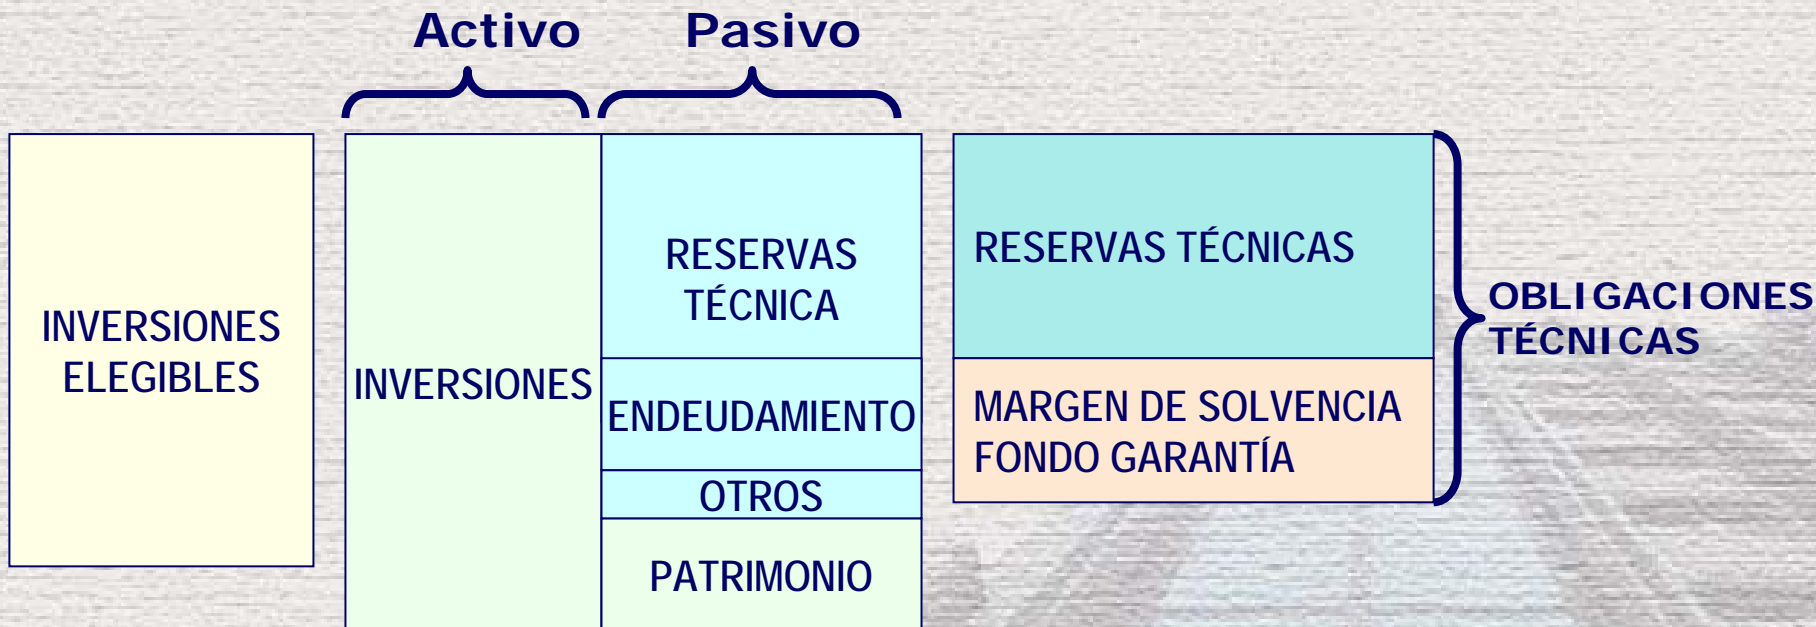 Activo
Pasivo
INVERSIONES
ELEGIBLES
INVERSIONES
RESERVAS
TÉCNICA
ENDEUDAMIENTO
OTROS
PATRIMONIO
RESERVAS TÉCNICAS
MARGEN DE SOLVENCIA
FONDO GARANTÍA
OBLIGACIONES
TÉCNICAS